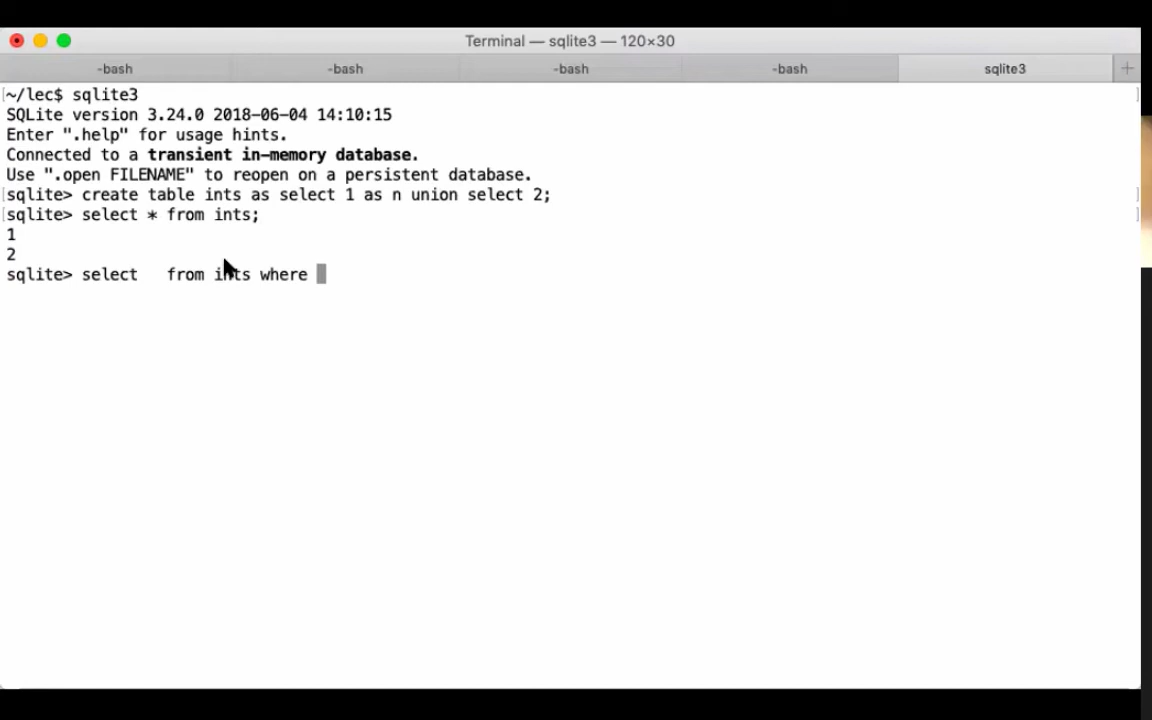 Terminal — sqlite3 — 120×30
-bash -bash -bash -bash sqlite3 +
[~/lec$ sqlite3 ]
SQLite version 3.24.0 2018-06-04 14:10:15
Enter ".help" for usage hints.
Connected to a transient in-memory database.
Use ".open FILENAME" to reopen on a persistent database.
[sqlite> create table ints as select 1 as n union select 2; ]
[sqlite> select * from ints; ]
1
2
sqlite> select   from ints where